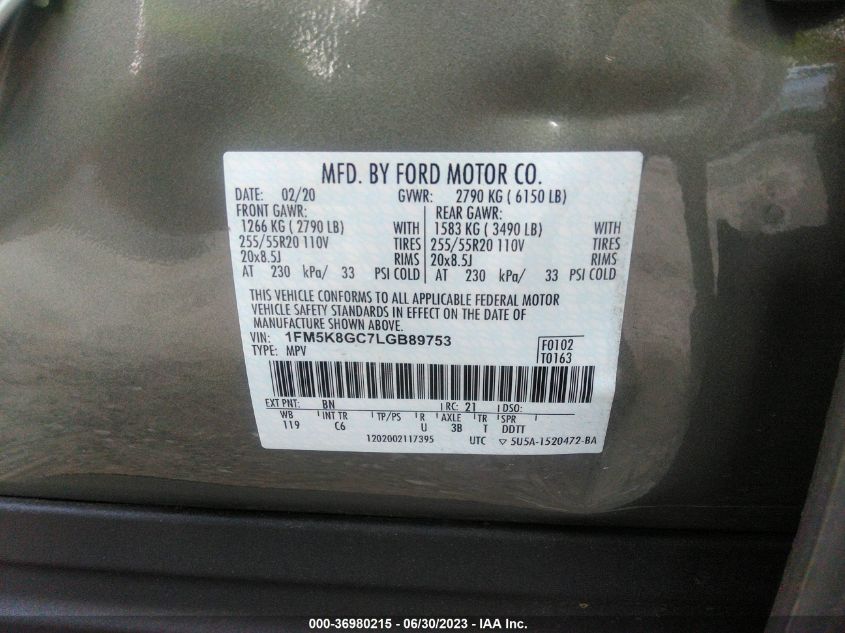 MFD. BY FORD MOTOR CO.
DATE: 02/20 GVWR: 2790 KG ( 6150 LB)
FRONT GAWR: REAR GAWR:
1266 KG ( 2790 LB) WITH 1583 KG ( 3490 LB) WITH
255/55R20 110V TIRES 255/55R20 110V TIRES
20x8.5J RIMS 20x8.5J RIMS
AT 230 kPa/ 33 PSI COLD AT 230 kPa/ 33 PSI COLD
THIS VEHICLE CONFORMS TO ALL APPLICABLE FEDERAL MOTOR
VEHICLE SAFETY STANDARDS IN EFFECT ON THE DATE OF
MANUFACTURE SHOWN ABOVE.
VIN: 1FM5K8GC7LGB89753 F0102
TYPE: MPV T0163
EXT PNT: BN RC: 21 DSO:
WB INT TR TP/PS R AXLE TR SPR
119 C6 U 3B T DDTT
1202002117395 UTC ▽ 5U5A-1520472-BA
000-36980215 - 06/30/2023 - IAA Inc.